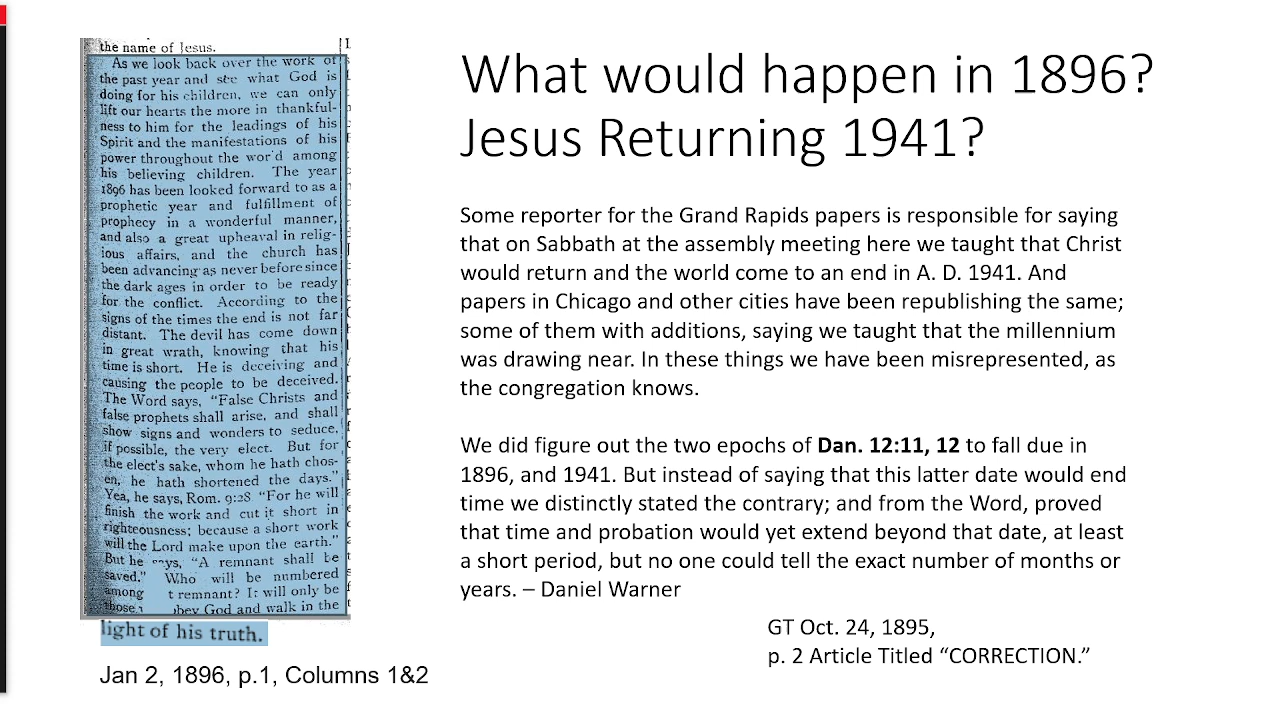 the name of Jesus.
As we look back over the work of
the past year and see what God is
doing for his children, we can only
lift our hearts the more in thankful-
ness to him for the leadings of his
Spirit and the manifestations of his
power throughout the wor'd among
his believing children. The year
1896 has been looked forward to as a
prophetic year and fulfillment of
prophecy in a wonderful manner,
and also a great upheaval in relig-
ious affairs, and the church has
been advancing as never before since
the dark ages in order to be ready
for the conflict. According to the
signs of the times the end is not far
distant. The devil has come down
in great wrath, knowing that his
time is short. He is deceiving and
causing the people to be deceived.
The Word says, "False Christs and
false prophets shall arise, and shall
show signs and wonders to seduce,
if possible, the very elect. But for
the elect's sake, whom he hath chos-
en, he hath shortened the days."
Yea, he says, Rom. 9:28 "For he will
finish the work and cut it short in
righteousness: because a short work
will the Lord make upon the earth."
But he says, "A remnant shall be
saved." Who will be numbered
among t remnant? It will only be
those bey God and walk in the
light of his truth.
Jan 2, 1896, p.1, Columns 1&2
What would happen in 1896?
Jesus Returning 1941?
Some reporter for the Grand Rapids papers is responsible for saying
that on Sabbath at the assembly meeting here we taught that Christ
would return and the world come to an end in A. D. 1941. And
papers in Chicago and other cities have been republishing the same;
some of them with additions, saying we taught that the millennium
was drawing near. In these things we have been misrepresented, as
the congregation knows.
We did figure out the two epochs of Dan. 12:11, 12 to fall due in
1896, and 1941. But instead of saying that this latter date would end
time we distinctly stated the contrary; and from the Word, proved
that time and probation would yet extend beyond that date, at least
a short period, but no one could tell the exact number of months or
years. – Daniel Warner
GT Oct. 24, 1895,
p. 2 Article Titled “CORRECTION.”